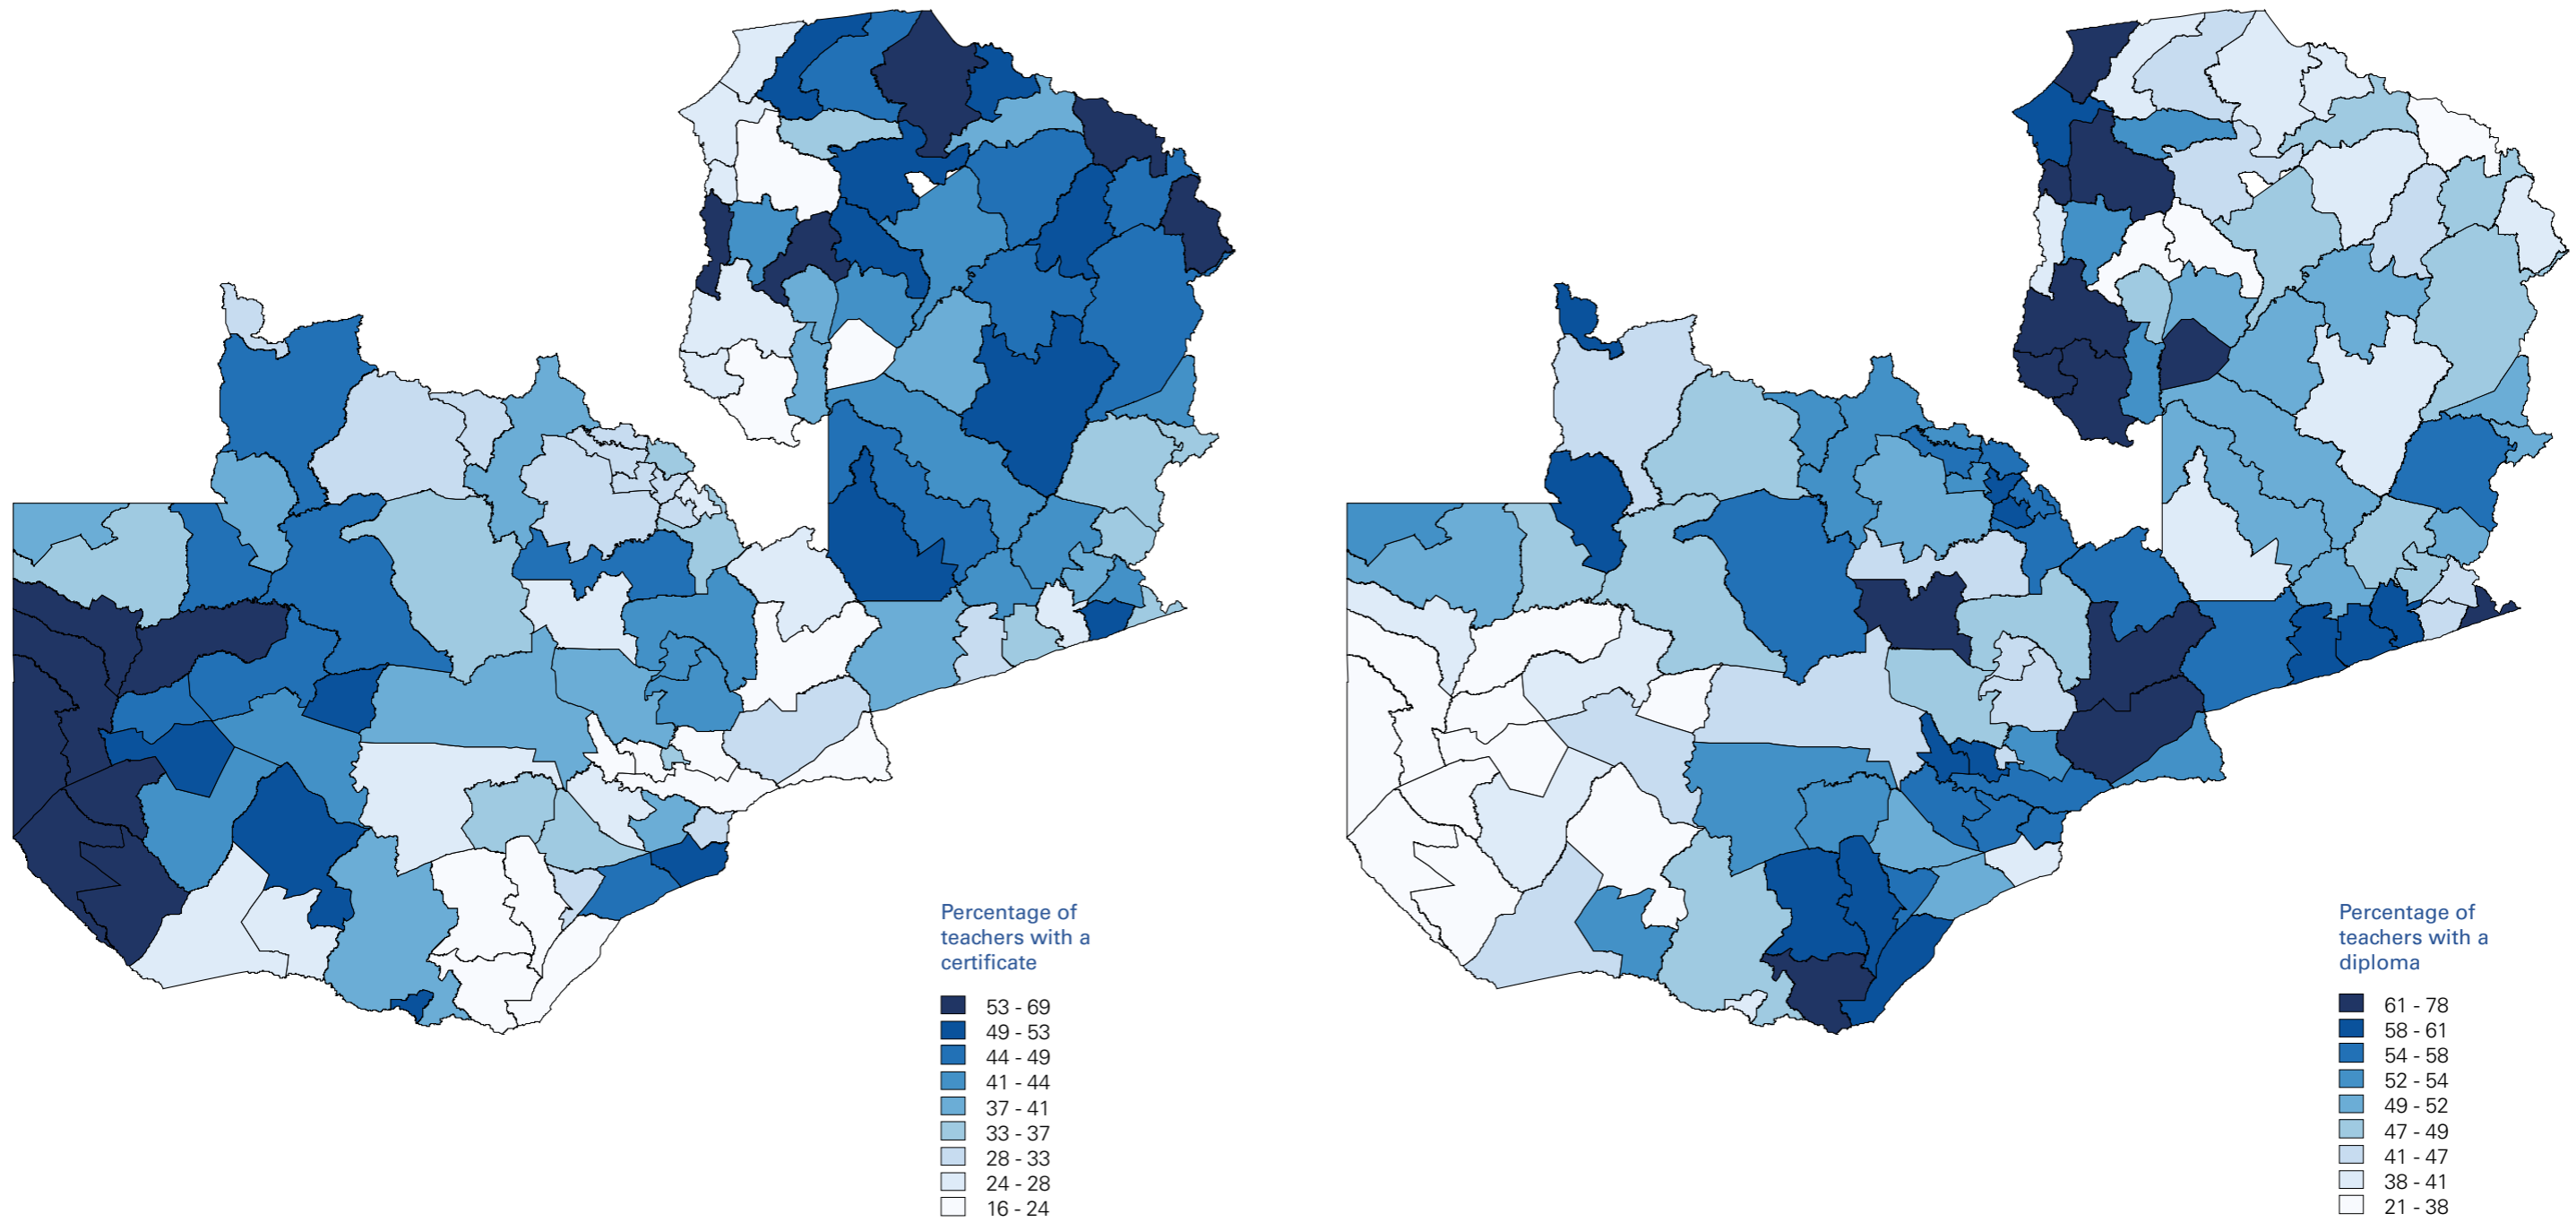 Percentage of
teachers with a
certificate
53 - 69
49 - 53
44 - 49
41 - 44
37 - 41
33 - 37
28 - 33
24 - 28
16 - 24
Percentage of
teachers with a
diploma
61 - 78
58 - 61
54 - 58
52 - 54
49 - 52
47 - 49
41 - 47
38 - 41
21 - 38